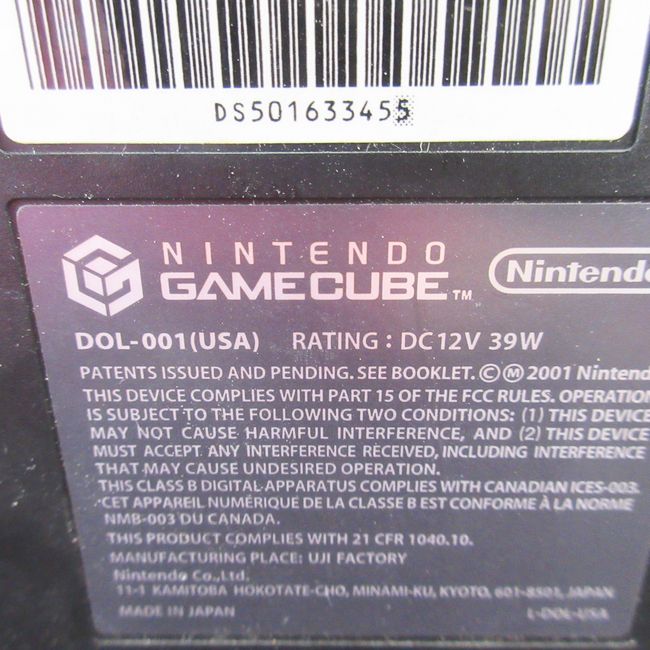 DS501633455
NINTENDO
GAMECUBE™
Nintendo
DOL-001(USA) RATING : DC12V 39W
PATENTS ISSUED AND PENDING. SEE BOOKLET. ©Ⓜ 2001 Nintend
THIS DEVICE COMPLIES WITH PART 15 OF THE FCC RULES. OPERATION
IS SUBJECT TO THE FOLLOWING TWO CONDITIONS: (1) THIS DEVICE
MAY NOT CAUSE HARMFUL INTERFERENCE, AND (2) THIS DEVICE
MUST ACCEPT ANY INTERFERENCE RECEIVED, INCLUDING INTERFERENCE
THAT MAY CAUSE UNDESIRED OPERATION.
THIS CLASS B DIGITAL APPARATUS COMPLIES WITH CANADIAN ICES-003.
CET APPAREIL NUMÉRIQUE DE LA CLASSE B EST CONFORME À LA NORME
NMB-003 DU CANADA.
THIS PRODUCT COMPLIES WITH 21 CFR 1040.10.
MANUFACTURING PLACE: UJI FACTORY
Nintendo Co.,Ltd.
11-1 KAMITOBA HOKOTATE-CHO, MINAMI-KU, KYOTO, 601-8501, JAPAN
MADE IN JAPAN L-DOL-USA